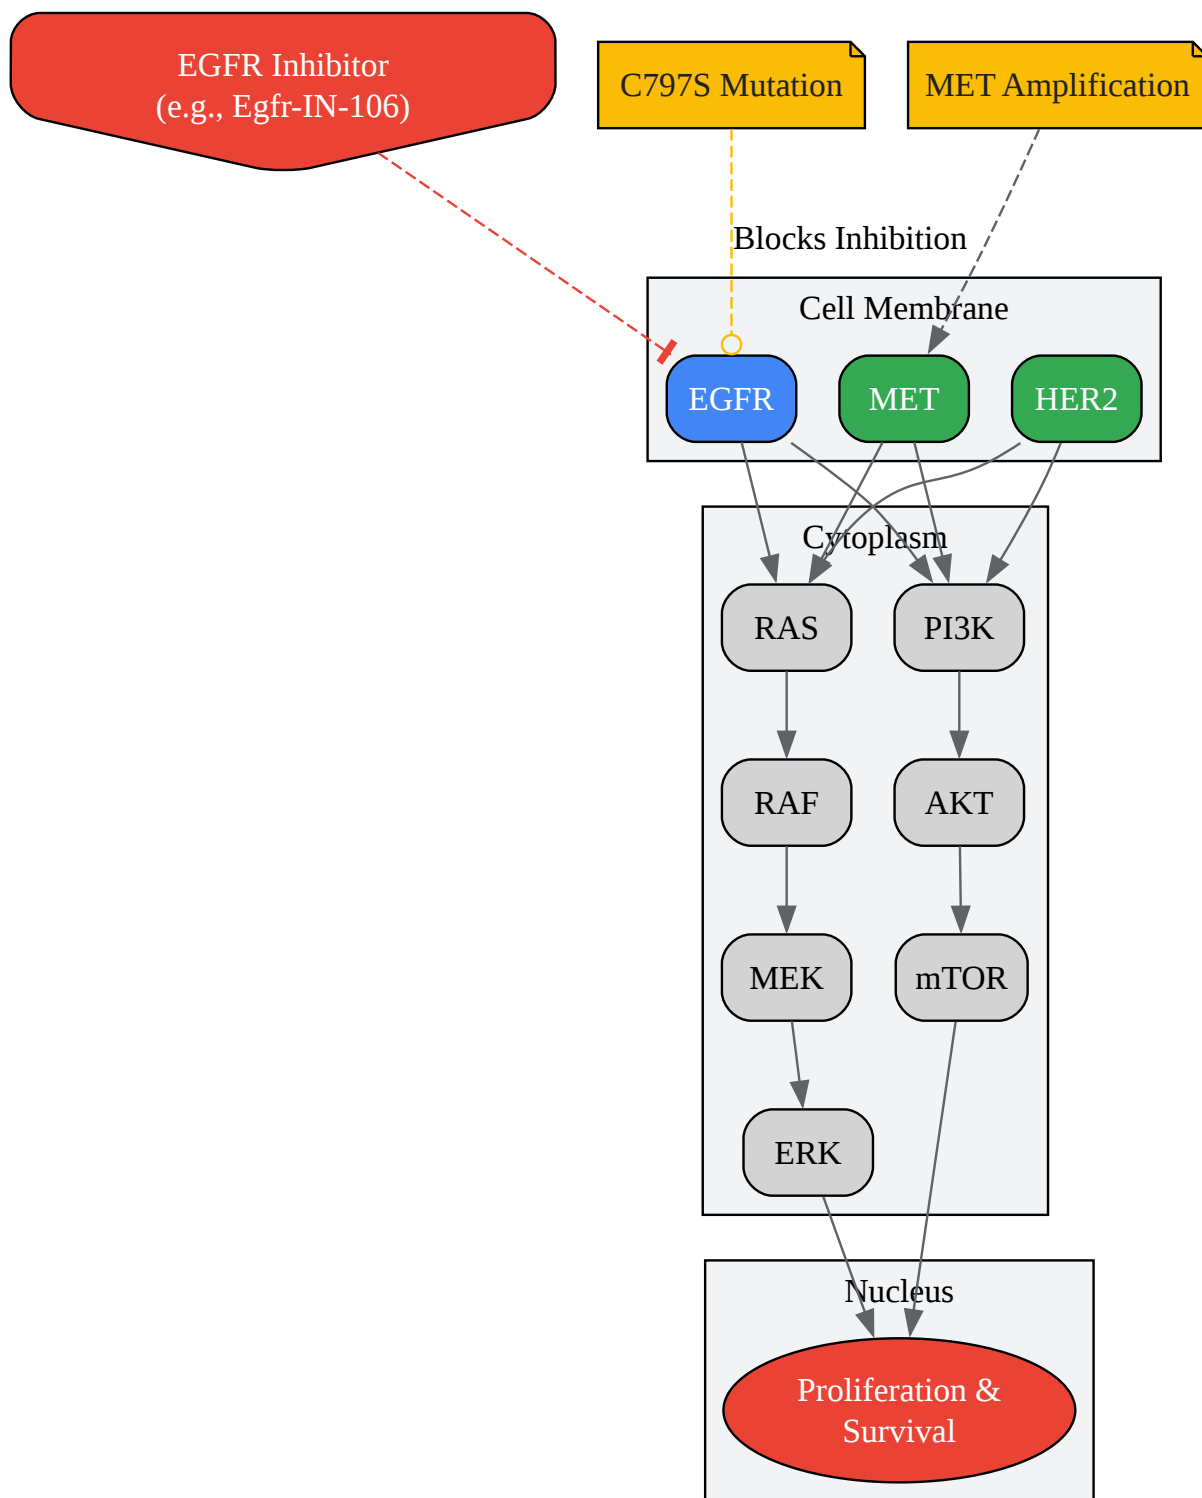 EGFR Inhibitor
(e.g., Egfr-IN-106)
C797S Mutation
MET Amplification
Blocks Inhibition
Cell Membrane
EGFR
MET
HER2
Cytoplasm
RAS
PI3K
RAF
AKT
MEK
mTOR
ERK
Nucleus
Proliferation &
Survival